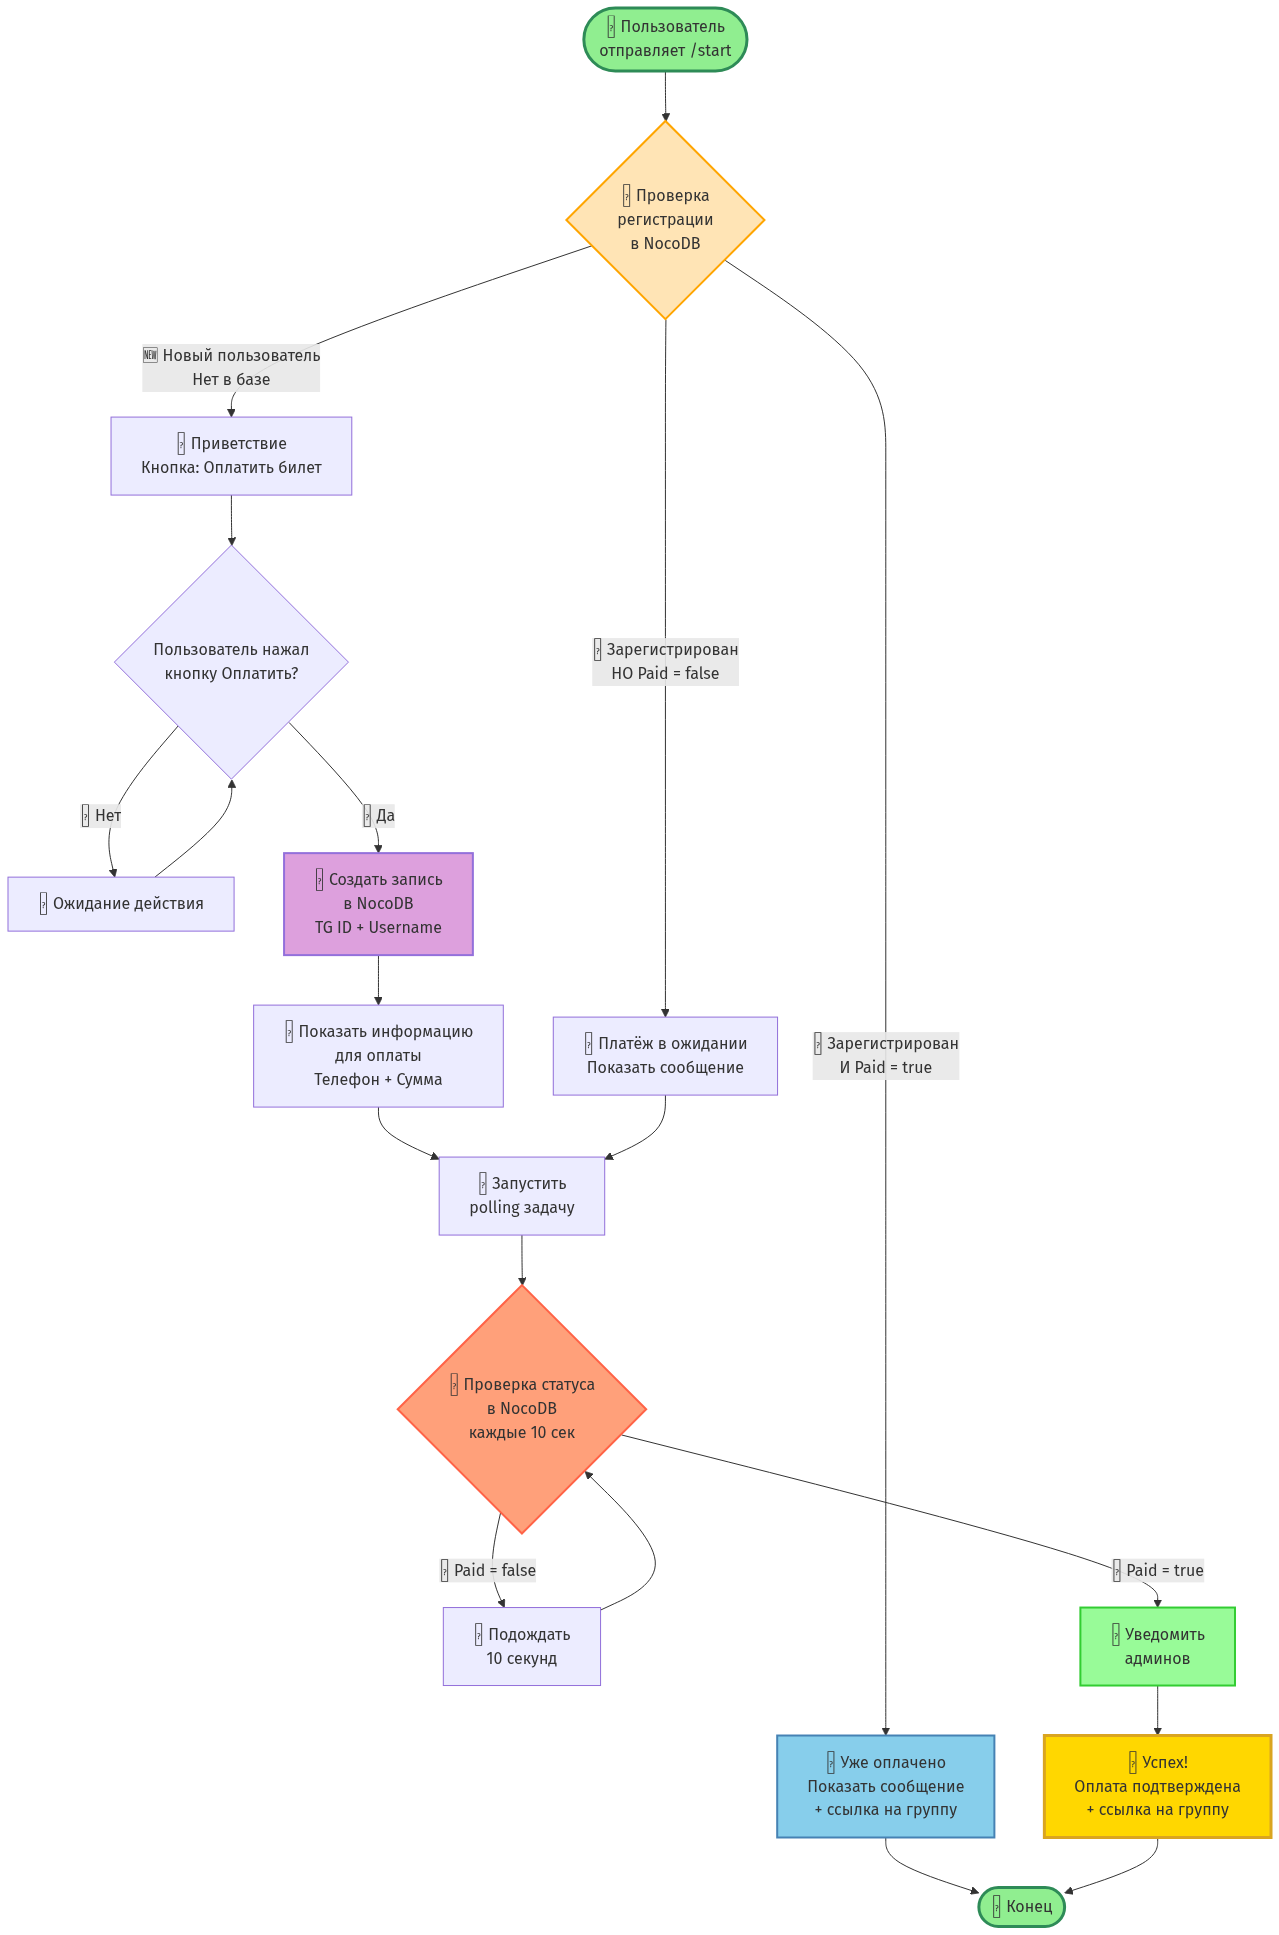 Пользователь
отправляет /start
Проверка
регистрации
в NocoDB
🆕 Новый пользователь
Нет в базе
Приветствие
Кнопка: Оплатить билет
Пользователь нажал
кнопку Оплатить?
Зарегистрирован
НО Paid = false
Нет
Да
Ожидание действия
Создать запись
в NocoDB
TG ID + Username
Показать информацию
для оплаты
Телефон + Сумма
Платёж в ожидании
Показать сообщение
Зарегистрирован
И Paid = true
Запустить
polling задачу
Проверка статуса
в NocoDB
каждые 10 сек
Paid = false
Paid = true
Подождать
10 секунд
Уведомить
админов
Уже оплачено
Показать сообщение
+ ссылка на группу
Успех!
Оплата подтверждена
+ ссылка на группу
Конец